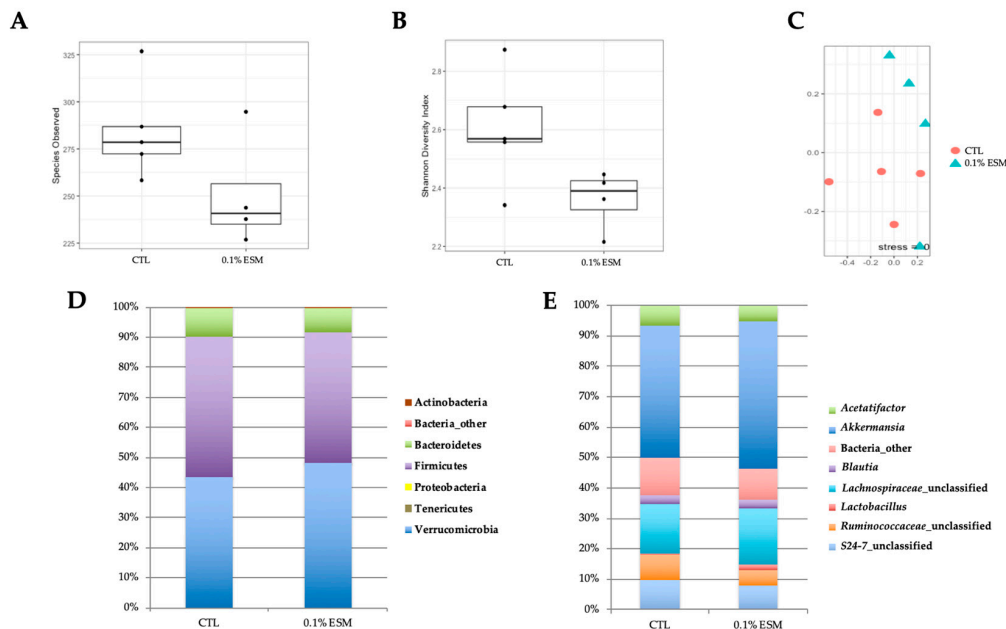 A
Species Observed
325
300
275
250
225
CTL
0.1% ESM
B
Shannon Diversity Index
2.8
2.6
2.4
2.2
CTL
0.1% ESM
C
0.2
0.0
-0.2
stress = 0
-0.4
-0.2
0.0
0.2
CTL
0.1% ESM
D
100%
90%
80%
70%
60%
50%
40%
30%
20%
10%
0%
CTL
0.1% ESM
Actinobacteria
Bacteria_other
Bacteroidetes
Firmicutes
Proteobacteria
Tenericutes
Verrucomicrobia
E
100%
90%
80%
70%
60%
50%
40%
30%
20%
10%
0%
CTL
0.1% ESM
Acetatifactor
Akkermansia
Bacteria_other
Blautia
Lachnospiraceae_unclassified
Lactobacillus
Ruminococcaceae_unclassified
S24-7_unclassified